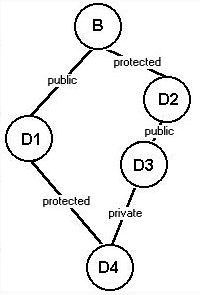 B
protected
public
D2
public
D1
D3
protected
private
D4